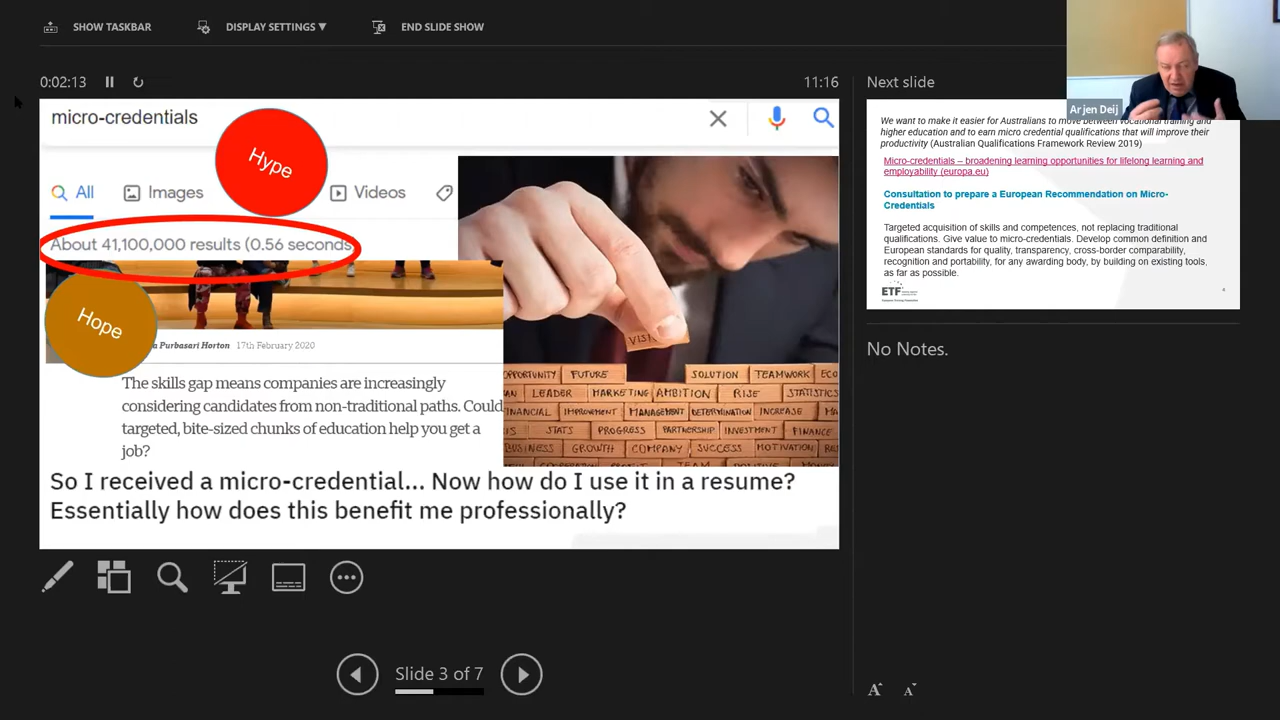 SHOW TASKBAR
DISPLAY SETTINGS ▼
END SLIDE SHOW
0:02:13
11:16
Next slide
Arjen Deij
micro-credentials
Hype
All
Images
Videos
About 41,100,000 results (0.56 seconds
Hope
a Purbasari Horton 17th February 2020
The skills gap means companies are increasingly
considering candidates from non-traditional paths. Could
targeted, bite-sized chunks of education help you get a
job?
VISI
OPPORTUNITY FUTURE SOLUTION TEAMWORK ECO
AN LEADER MARKETING AMBITION RISE STATISTICS
FINANCIAL IMPROVEMENT MANAGEMENT DETERMINATION INCREASE
IS STATS PROGRESS PARTNERSHIP INVESTMENT FINANCE
BUSINESS GROWTH COMPANY SUCCESS MOTIVATION
TEAM
So I received a micro-credential... Now how do I use it in a resume?
Essentially how does this benefit me professionally?
We want to make it easier for Australians to move between vocational training and
higher education and to earn micro credential qualifications that will improve their
productivity (Australian Qualifications Framework Review 2019)
Micro-credentials – broadening learning opportunities for lifelong learning and
employability (europa.eu)
Consultation to prepare a European Recommendation on Micro-
Credentials
Targeted acquisition of skills and competences, not replacing traditional
qualifications. Give value to micro-credentials. Develop common definition and
European standards for quality, transparency, cross-border comparability,
recognition and portability, for any awarding body, by building on existing tools,
as far as possible.
ETF
No Notes.
Slide 3 of 7
A A